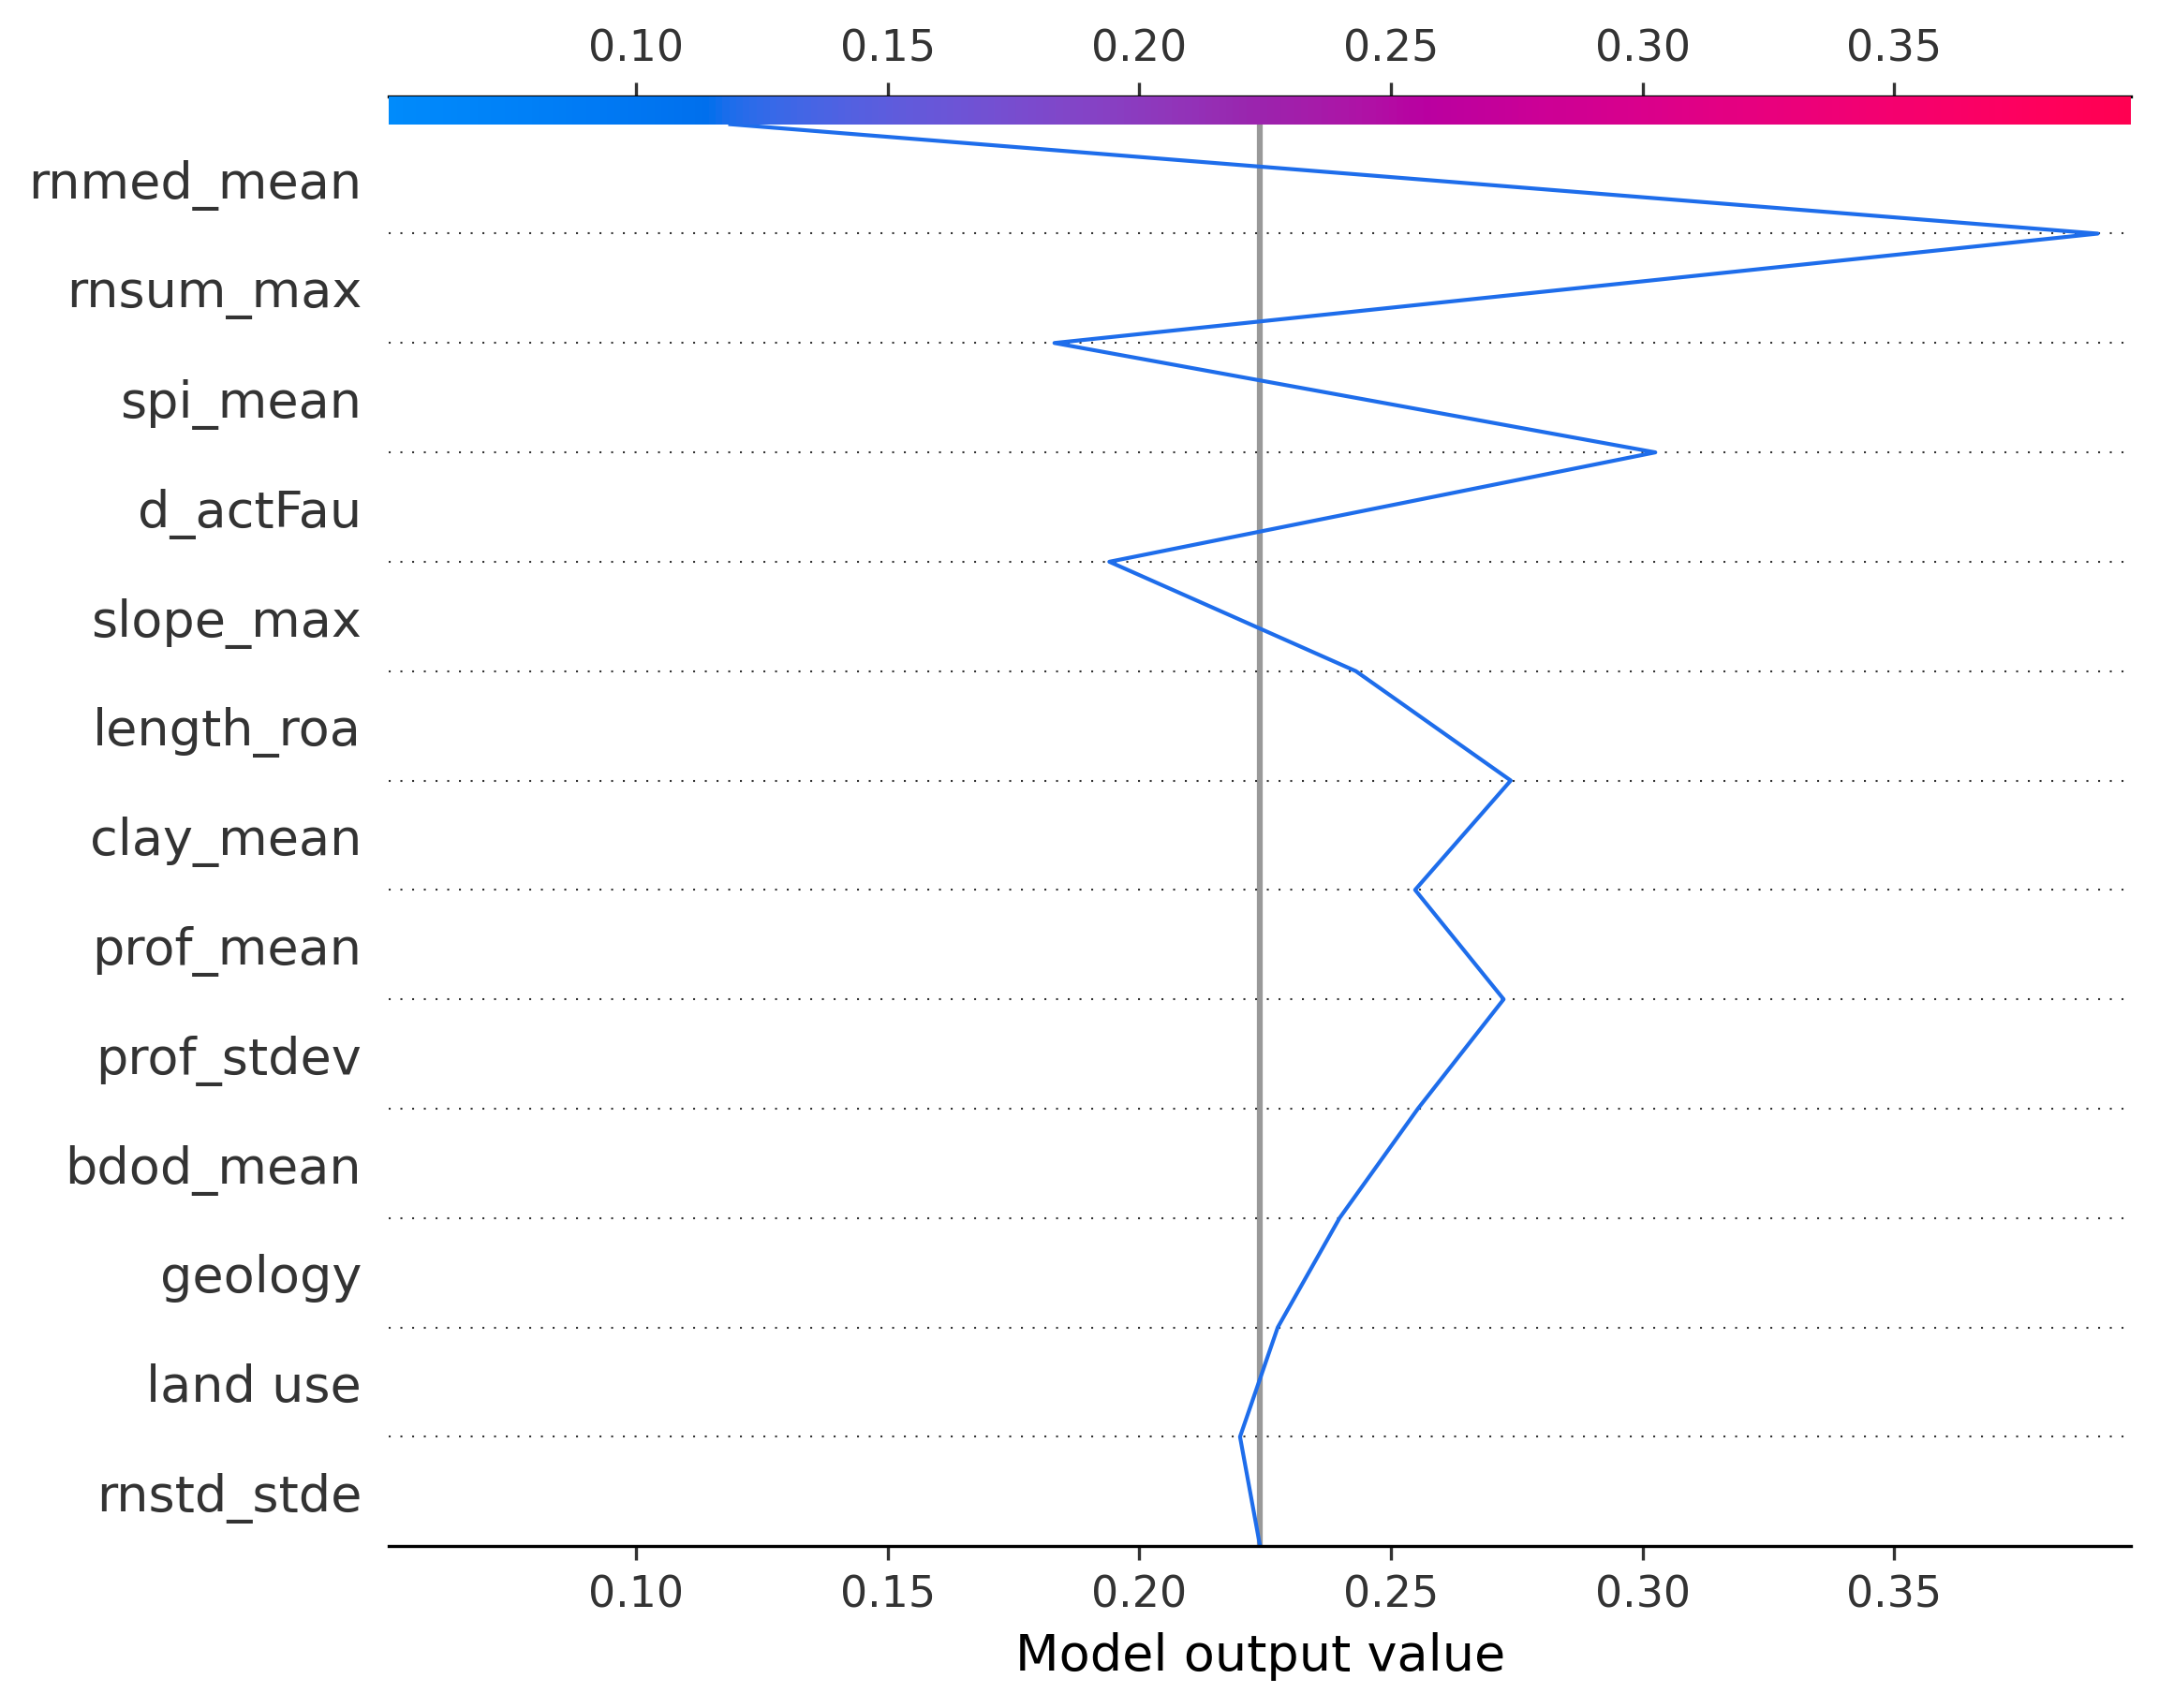 0.10 0.15 0.20 0.25 0.30 0.35
rnmed_mean
rnsum_max
spi_mean
d_actFau
slope_max
length_roa
clay_mean
prof_mean
prof_stdev
bdod_mean
geology
land use
rnstd_stde
0.10 0.15 0.20 0.25 0.30 0.35
Model output value